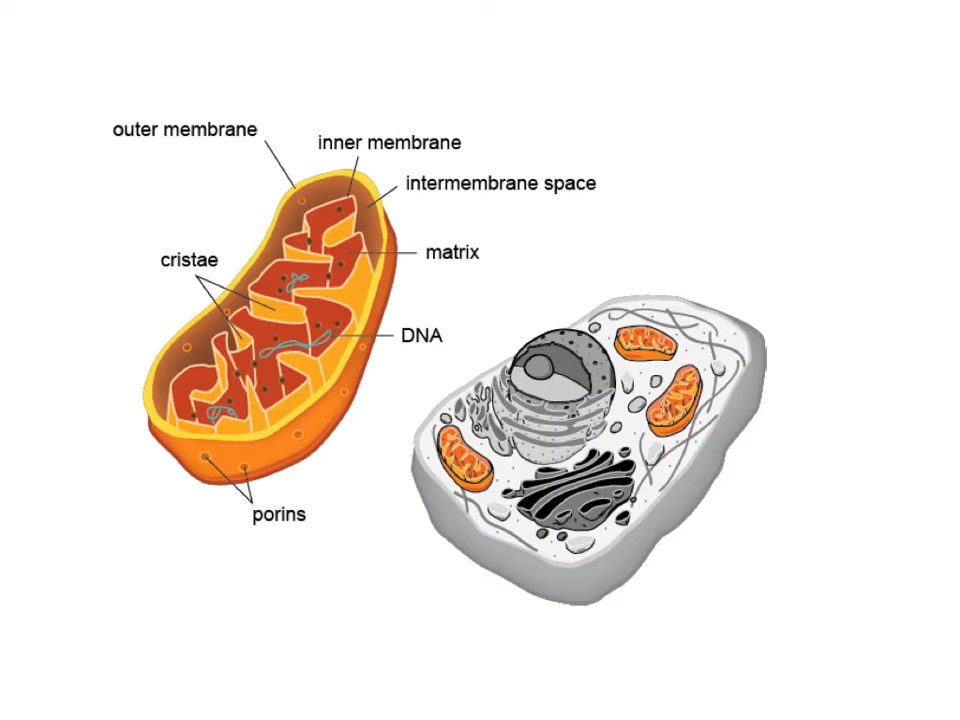 outer membrane
inner membrane
intermembrane space
matrix
cristae
DNA
porins